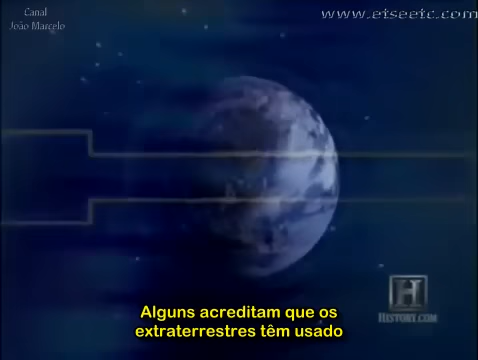 Canal
João Marcelo
www.etseetc.com
H
HISTORY.COM
Alguns acreditam que os
extraterrestres têm usado